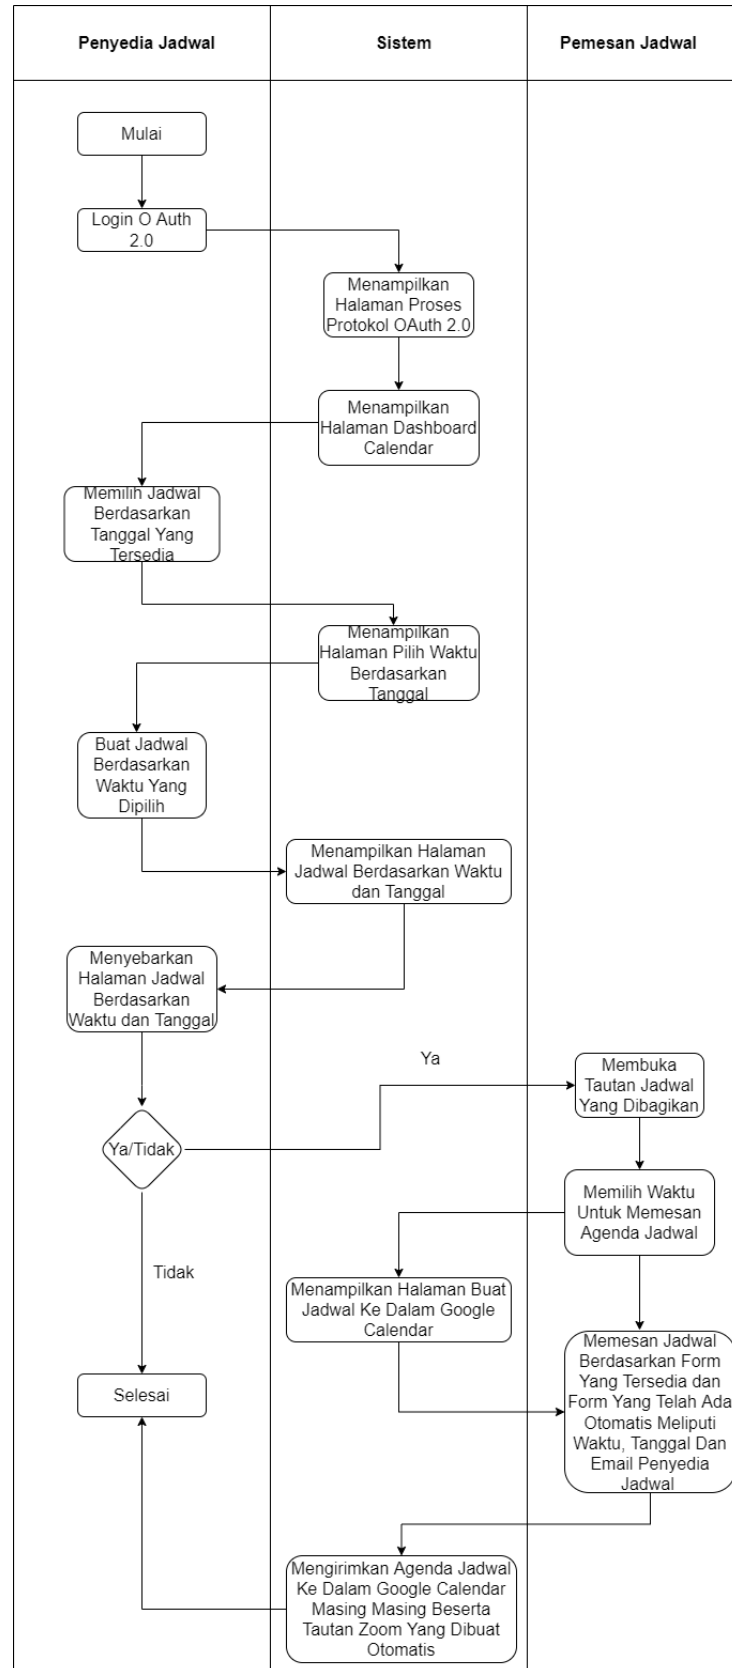 Penyedia Jadwal
Sistem
Pemesan Jadwal
Mulai
Login O Auth
2.0
Menampilkan
Halaman Proses
Protokol OAuth 2.0
Menampilkan
Halaman Dashboard
Calendar
Memilih Jadwal
Berdasarkan
Tanggal Yang
Tersedia
Menampilkan
Halaman Pilih Waktu
Berdasarkan
Tanggal
Buat Jadwal
Berdasarkan
Waktu Yang
Dipilih
Menampilkan Halaman
Jadwal Berdasarkan Waktu
dan Tanggal
Menyebarkan
Halaman Jadwal
Berdasarkan
Waktu dan Tanggal
Ya
Membuka
Tautan Jadwal
Yang Dibagikan
Ya/Tidak
Memilih Waktu
Untuk Memesan
Agenda Jadwal
Tidak
Menampilkan Halaman Buat
Jadwal Ke Dalam Google
Calendar
Memesan Jadwal
Berdasarkan Form
Yang Tersedia dan
Form Yang Telah Ada
Otomatis Meliputi
Waktu, Tanggal Dan
Email Penyedia
Jadwal
Selesai
Mengirimkan Agenda Jadwal
Ke Dalam Google Calendar
Masing Masing Beserta
Tautan Zoom Yang Dibuat
Otomatis